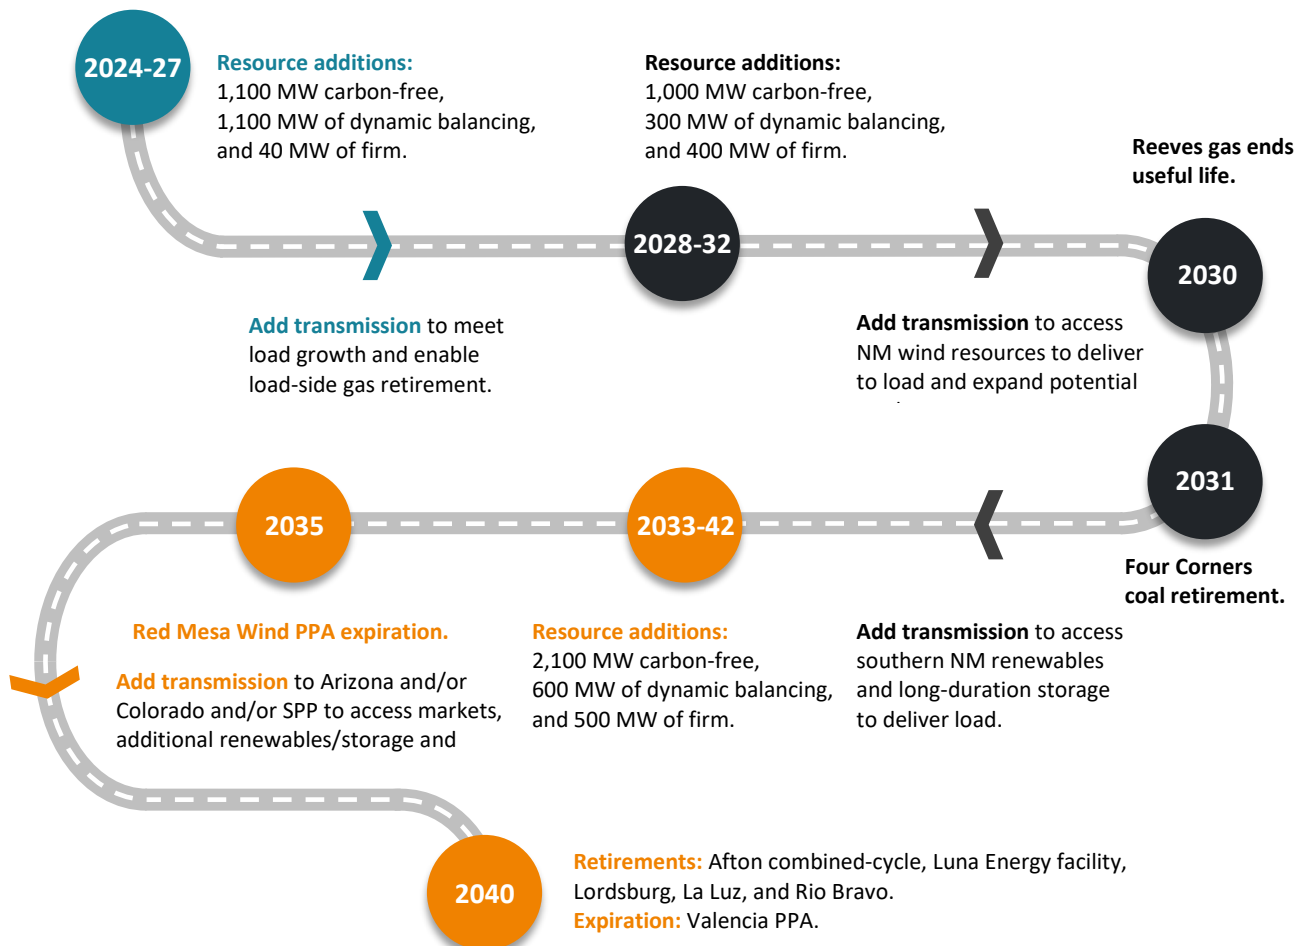 2024-27
Resource additions:
1,100 MW carbon-free,
1,100 MW of dynamic balancing,
and 40 MW of firm.
Resource additions:
1,000 MW carbon-free,
300 MW of dynamic balancing,
and 400 MW of firm.
Reeves gas ends
useful life.
2028-32
2030
Add transmission to meet
load growth and enable
load-side gas retirement.
Add transmission to access
NM wind resources to deliver
to load and expand potential
2031
Four Corners
coal retirement.
2035
2033-42
Red Mesa Wind PPA expiration.
Add transmission to Arizona and/or
Colorado and/or SPP to access markets,
additional renewables/storage and
Resource additions:
2,100 MW carbon-free,
600 MW of dynamic balancing,
and 500 MW of firm.
Add transmission to access
southern NM renewables
and long-duration storage
to deliver load.
2040
Retirements: Afton combined-cycle, Luna Energy facility,
Lordsburg, La Luz, and Rio Bravo.
Expiration: Valencia PPA.